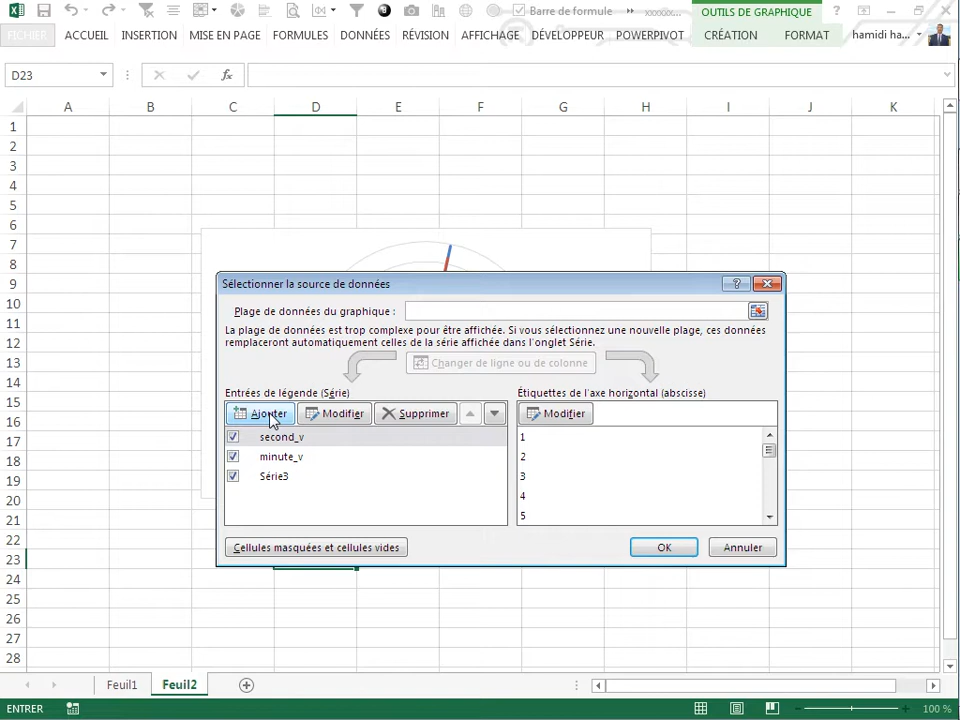 Barre de formule
xxxxxx...
OUTILS DE GRAPHIQUE
FICHIER ACCUEIL INSERTION MISE EN PAGE FORMULES DONNÉES RÉVISION AFFICHAGE DÉVELOPPEUR POWERPIVOT CRÉATION FORMAT hamidi ha...
D23
fx
A B C D E F G H I J K
1
2
3
4
5
6
7
8
9
10
11
12
13
14
15
16
17
18
19
20
21
22
23
24
25
26
27
28
Sélectionner la source de données
Plage de données du graphique :
La plage de données est trop complexe pour être affichée. Si vous sélectionnez une nouvelle plage, ces données
remplaceront automatiquement celles de la série affichée dans l'onglet Série.
Changer de ligne ou de colonne
Entrées de légende (Série)
Étiquettes de l'axe horizontal (abscisse)
Ajouter Modifier Supprimer
Modifier
second_v
minute_v
Série3
1
2
3
4
5
Cellules masquées et cellules vides
OK
Annuler
Feuil1 Feuil2
ENTRER
100 %